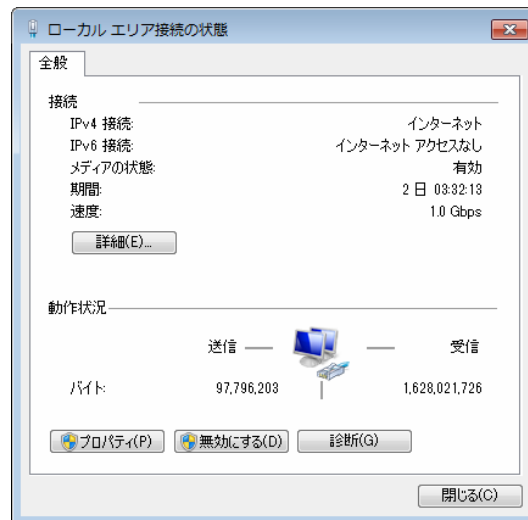 ローカル エリア接続の状態
全般
接続
IPv4 接続: インターネット
IPv6 接続: インターネット アクセスなし
メディアの状態: 有効
期間: 2 日 03:32:13
速度: 1.0 Gbps
詳細(E)...
動作状況
送信 受信
バイト: 97,796,203 1,628,021,726
プロパティ(P) 無効にする(D) 診断(G)
閉じる(C)